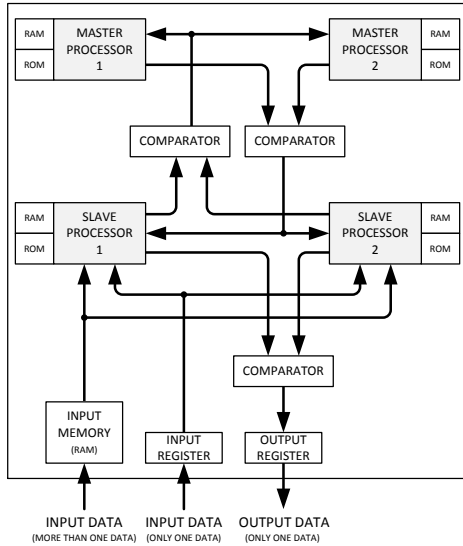 RAM
ROM
MASTER
PROCESSOR
1
MASTER
PROCESSOR
2
RAM
ROM
COMPARATOR
COMPARATOR
RAM
ROM
SLAVE
PROCESSOR
1
SLAVE
PROCESSOR
2
RAM
ROM
COMPARATOR
INPUT
MEMORY
(RAM)
INPUT
REGISTER
OUTPUT
REGISTER
INPUT DATA
(MORE THAN ONE DATA)
INPUT DATA
(ONLY ONE DATA)
OUTPUT DATA
(ONLY ONE DATA)